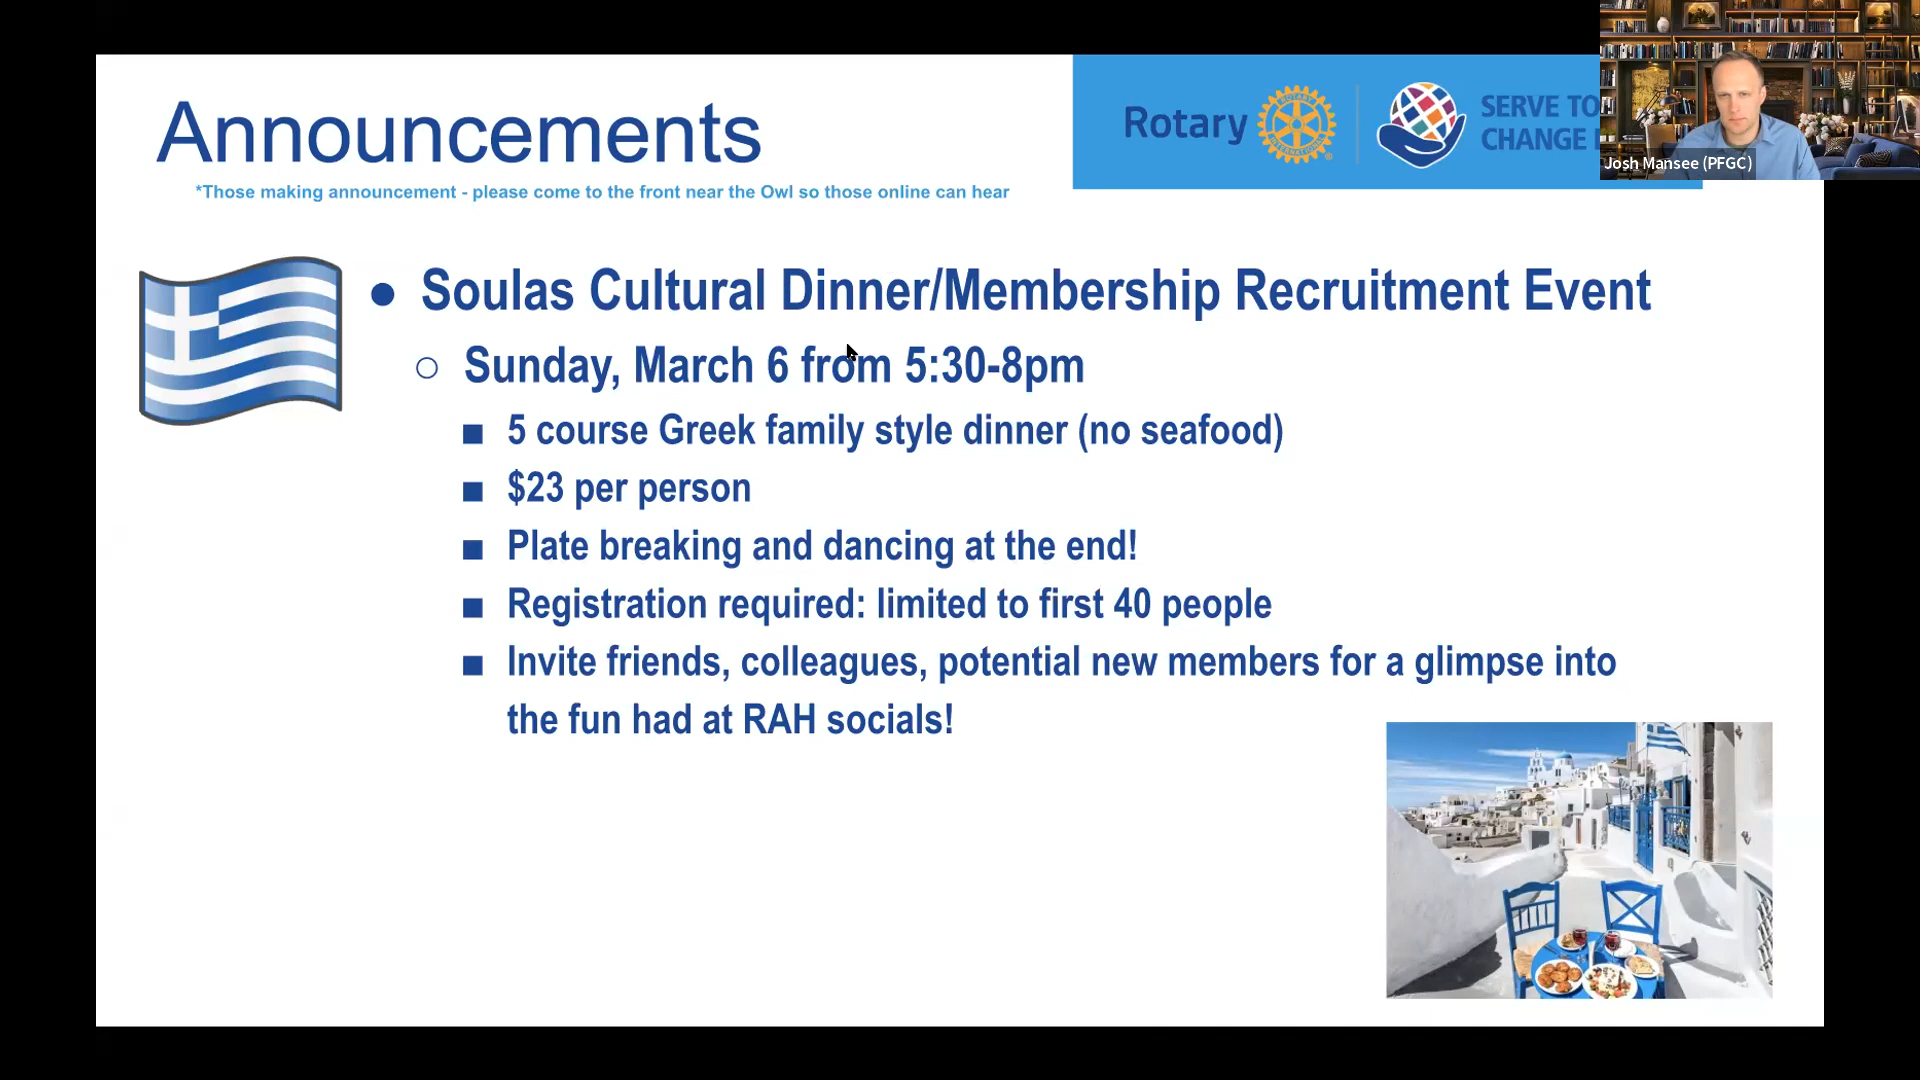 Announcements
*Those making announcement - please come to the front near the Owl so those online can hear
Rotary
SERVE TO
CHANGE
Josh Mansee (PFGC)
● Soulas Cultural Dinner/Membership Recruitment Event
○ Sunday, March 6 from 5:30-8pm
■ 5 course Greek family style dinner (no seafood)
■ $23 per person
■ Plate breaking and dancing at the end!
■ Registration required: limited to first 40 people
■ Invite friends, colleagues, potential new members for a glimpse into
the fun had at RAH socials!